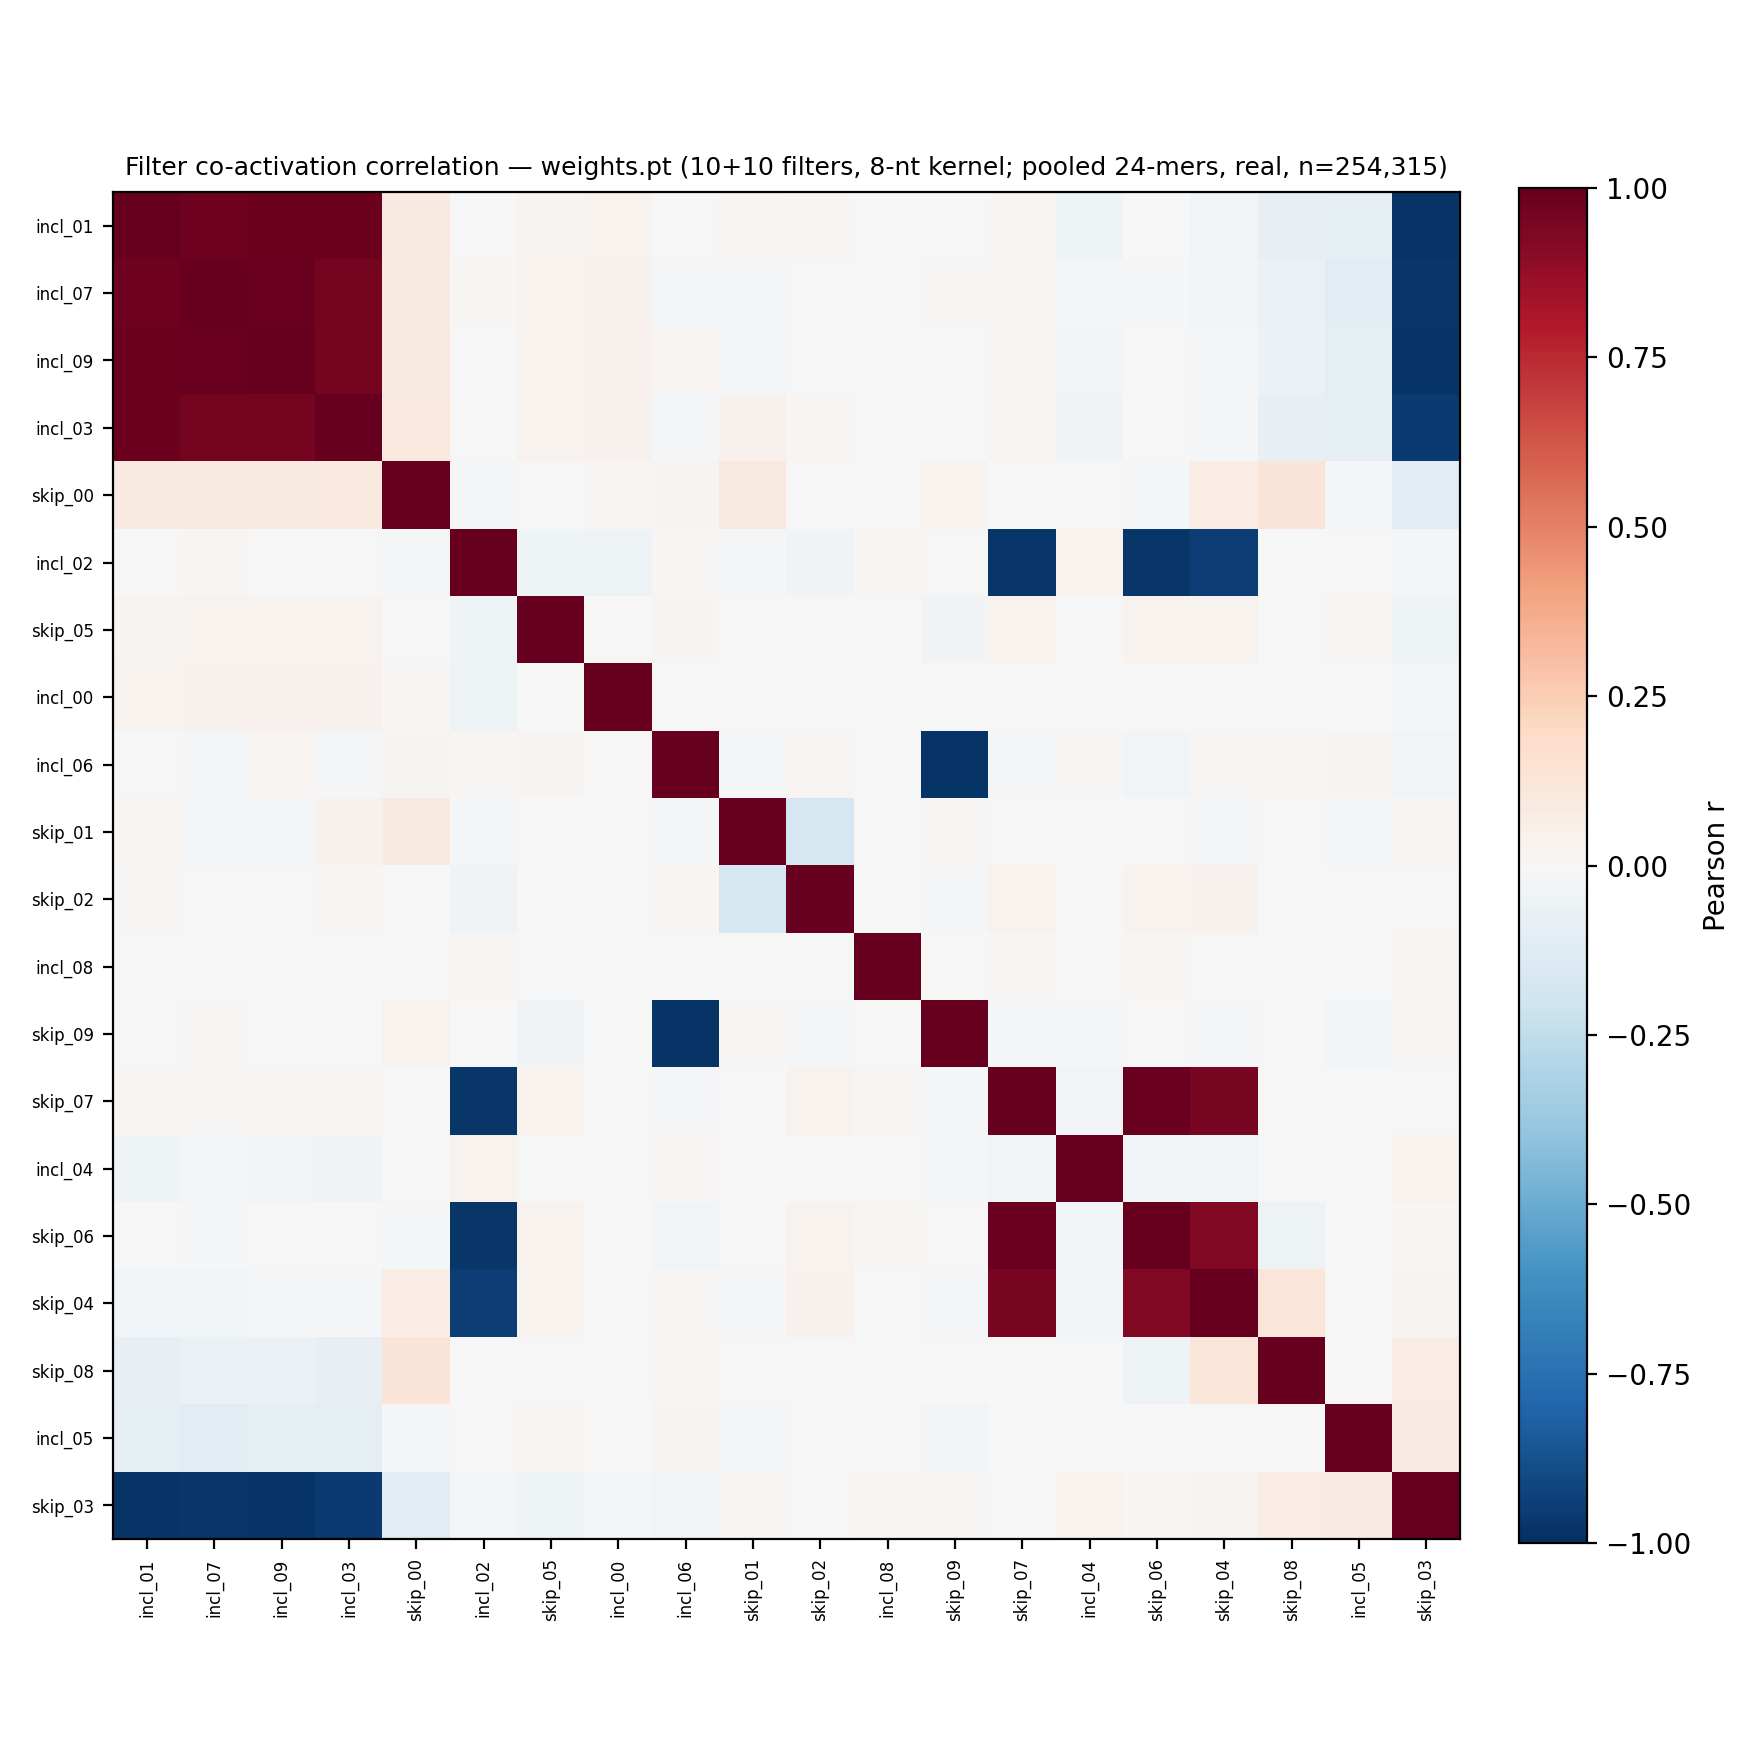 Filter co-activation correlation — weights.pt (10+10 filters, 8-nt kernel; pooled 24-mers, real, n=254,315)
incl_01
incl_07
incl_09
incl_03
skip_00
incl_02
skip_05
incl_00
incl_06
skip_01
skip_02
incl_08
skip_09
skip_07
incl_04
skip_06
skip_04
skip_08
incl_05
skip_03
incl_01
incl_07
incl_09
incl_03
skip_00
incl_02
skip_05
incl_00
incl_06
skip_01
skip_02
incl_08
skip_09
skip_07
incl_04
skip_06
skip_04
skip_08
incl_05
skip_03
1.00
0.75
0.50
0.25
0.00
−0.25
−0.50
−0.75
−1.00
Pearson r